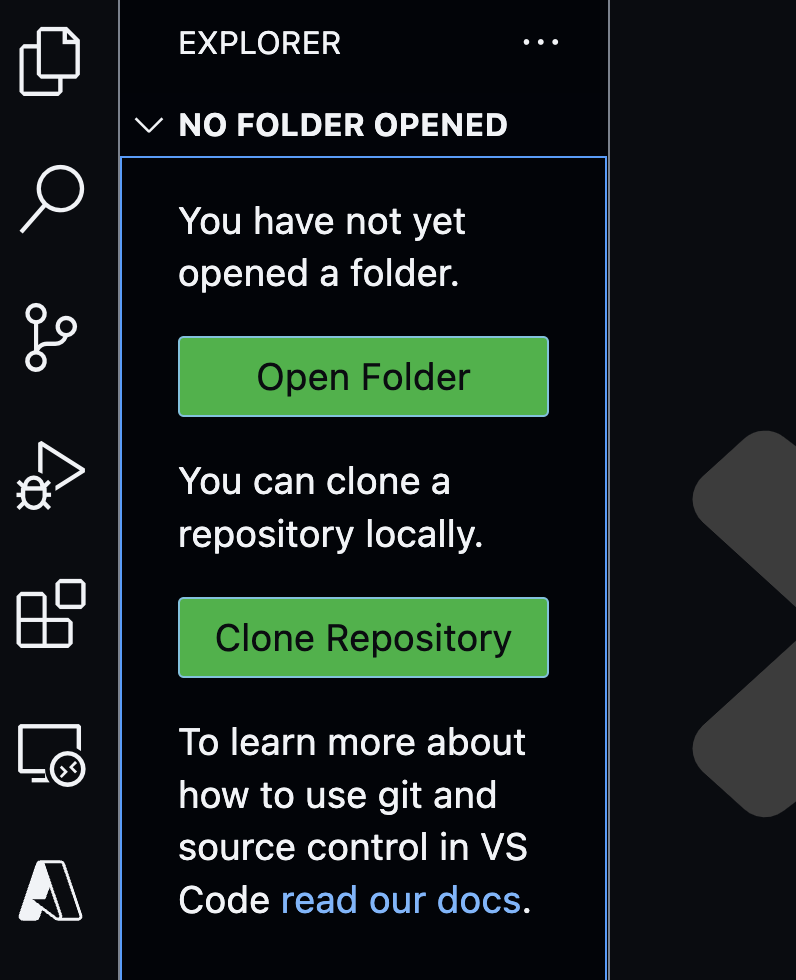 EXPLORER
NO FOLDER OPENED
You have not yet
opened a folder.
Open Folder
You can clone a
repository locally.
Clone Repository
To learn more about
how to use git and
source control in VS
Code read our docs.